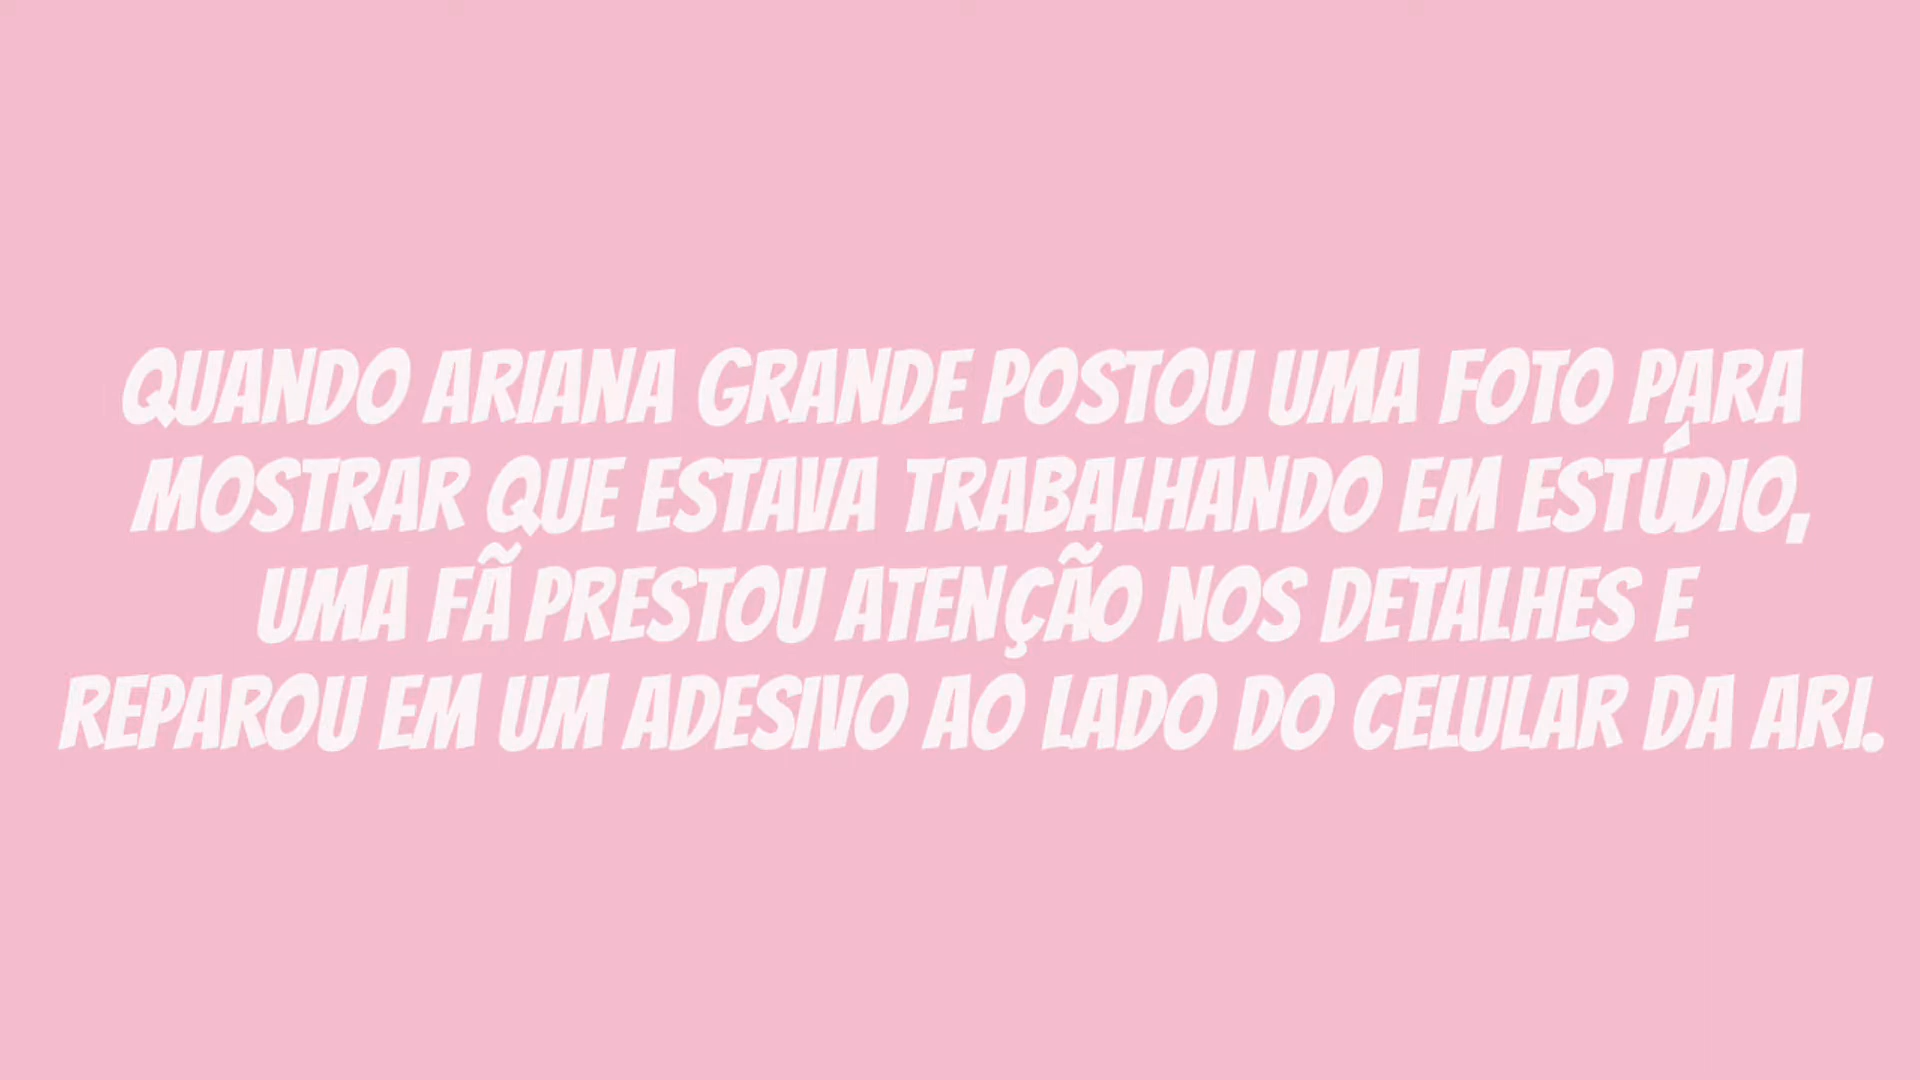 QUANDO ARIANA GRANDE POSTOU UMA FOTO PARA
MOSTRAR QUE ESTAVA TRABALHANDO EM ESTÚDIO,
UMA FÃ PRESTOU ATENÇÃO NOS DETALHES E
REPAROU EM UM ADESIVO AO LADO DO CELULAR DA ARI.